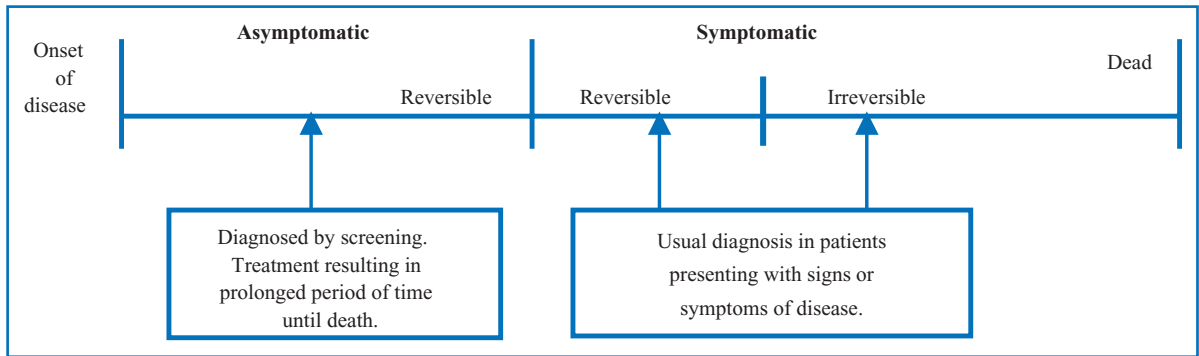 Asymptomatic
Symptomatic
Onset
of
disease
Dead
Reversible
Reversible
Irreversible
Diagnosed by screening.
Treatment resulting in
prolonged period of time
until death.
Usual diagnosis in patients
presenting with signs or
symptoms of disease.